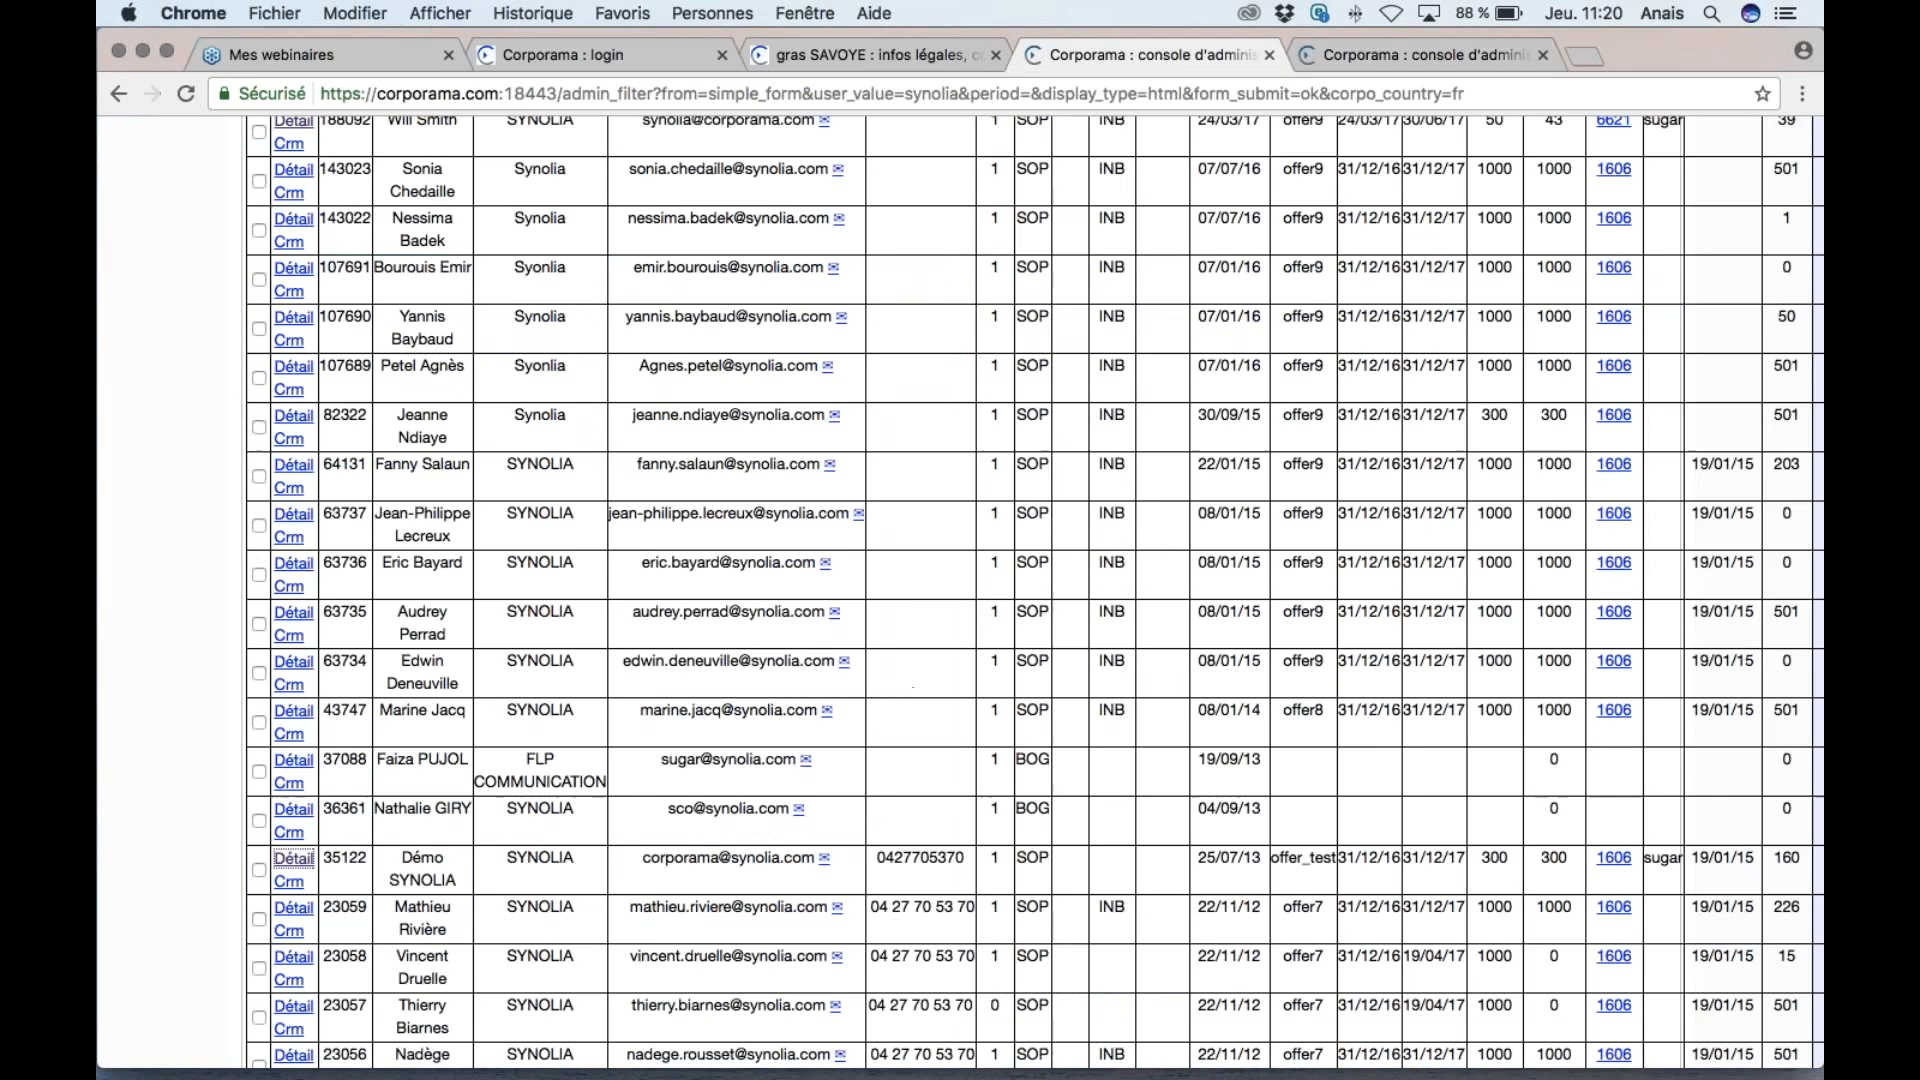 Chrome Fichier Modifier Afficher Historique Favoris Personnes Fenêtre Aide 88 % Jeu. 11:20 Anais
Mes webinaires Corporama : login gras SAVOYE : infos légales, Corporama : console d'adminis Corporama : console d'adminis
Sécurisé https://corporama.com:18443/admin_filter?from=simple_form&user_value=synolia&period=&display_type=html&form_submit=ok&corpo_country=fr
Détail 188092 Will Smith SYNOLIA synolia@corporama.com 1 SOP INB 24/03/17 offer9 24/03/17 30/06/17 50 43 6621 sugar 39
Crm
Détail 143023 Sonia Synolia sonia.chedaille@synolia.com 1 SOP INB 07/07/16 offer9 31/12/16 31/12/17 1000 1000 1606 501
Crm Chedaille
Détail 143022 Nessima Synolia nessima.badek@synolia.com 1 SOP INB 07/07/16 offer9 31/12/16 31/12/17 1000 1000 1606 1
Crm Badek
Détail 107691 Bourouis Emir Syonlia emir.bourouis@synolia.com 1 SOP INB 07/01/16 offer9 31/12/16 31/12/17 1000 1000 1606 0
Crm
Détail 107690 Yannis Synolia yannis.baybaud@synolia.com 1 SOP INB 07/01/16 offer9 31/12/16 31/12/17 1000 1000 1606 50
Crm Baybaud
Détail 107689 Petel Agnès Syonlia Agnes.petel@synolia.com 1 SOP INB 07/01/16 offer9 31/12/16 31/12/17 1000 1000 1606 501
Crm
Détail 82322 Jeanne Synolia jeanne.ndiaye@synolia.com 1 SOP INB 30/09/15 offer9 31/12/16 31/12/17 300 300 1606 501
Crm Ndiaye
Détail 64131 Fanny Salaun SYNOLIA fanny.salaun@synolia.com 1 SOP INB 22/01/15 offer9 31/12/16 31/12/17 1000 1000 1606 19/01/15 203
Crm
Détail 63737 Jean-Philippe SYNOLIA jean-philippe.lecreux@synolia.com 1 SOP INB 08/01/15 offer9 31/12/16 31/12/17 1000 1000 1606 19/01/15 0
Crm Lecreux
Détail 63736 Eric Bayard SYNOLIA eric.bayard@synolia.com 1 SOP INB 08/01/15 offer9 31/12/16 31/12/17 1000 1000 1606 19/01/15 0
Crm
Détail 63735 Audrey SYNOLIA audrey.perrad@synolia.com 1 SOP INB 08/01/15 offer9 31/12/16 31/12/17 1000 1000 1606 19/01/15 501
Crm Perrad
Détail 63734 Edwin SYNOLIA edwin.deneuville@synolia.com 1 SOP INB 08/01/15 offer9 31/12/16 31/12/17 1000 1000 1606 19/01/15 0
Crm Deneuville
Détail 43747 Marine Jacq SYNOLIA marine.jacq@synolia.com 1 SOP INB 08/01/14 offer8 31/12/16 31/12/17 1000 1000 1606 19/01/15 501
Crm
Détail 37088 Faiza PUJOL FLP sugar@synolia.com 1 BOG 19/09/13 0 0
Crm COMMUNICATION
Détail 36361 Nathalie GIRY SYNOLIA sco@synolia.com 1 BOG 04/09/13 0 0
Crm
Détail 35122 Démo SYNOLIA corporama@synolia.com 0427705370 1 SOP 25/07/13 offer_test 31/12/16 31/12/17 300 300 1606 sugar 19/01/15 160
Crm SYNOLIA
Détail 23059 Mathieu SYNOLIA mathieu.riviere@synolia.com 04 27 70 53 70 1 SOP INB 22/11/12 offer7 31/12/16 31/12/17 1000 1000 1606 19/01/15 226
Crm Rivière
Détail 23058 Vincent SYNOLIA vincent.druelle@synolia.com 04 27 70 53 70 1 SOP 22/11/12 offer7 31/12/16 19/04/17 1000 0 1606 19/01/15 15
Crm Druelle
Détail 23057 Thierry SYNOLIA thierry.biarnes@synolia.com 04 27 70 53 70 0 SOP 22/11/12 offer7 31/12/16 19/04/17 1000 0 1606 19/01/15 501
Crm Biarnes
Détail 23056 Nadège SYNOLIA nadege.rousset@synolia.com 04 27 70 53 70 1 SOP INB 22/11/12 offer7 31/12/16 31/12/17 1000 1000 1606 19/01/15 501